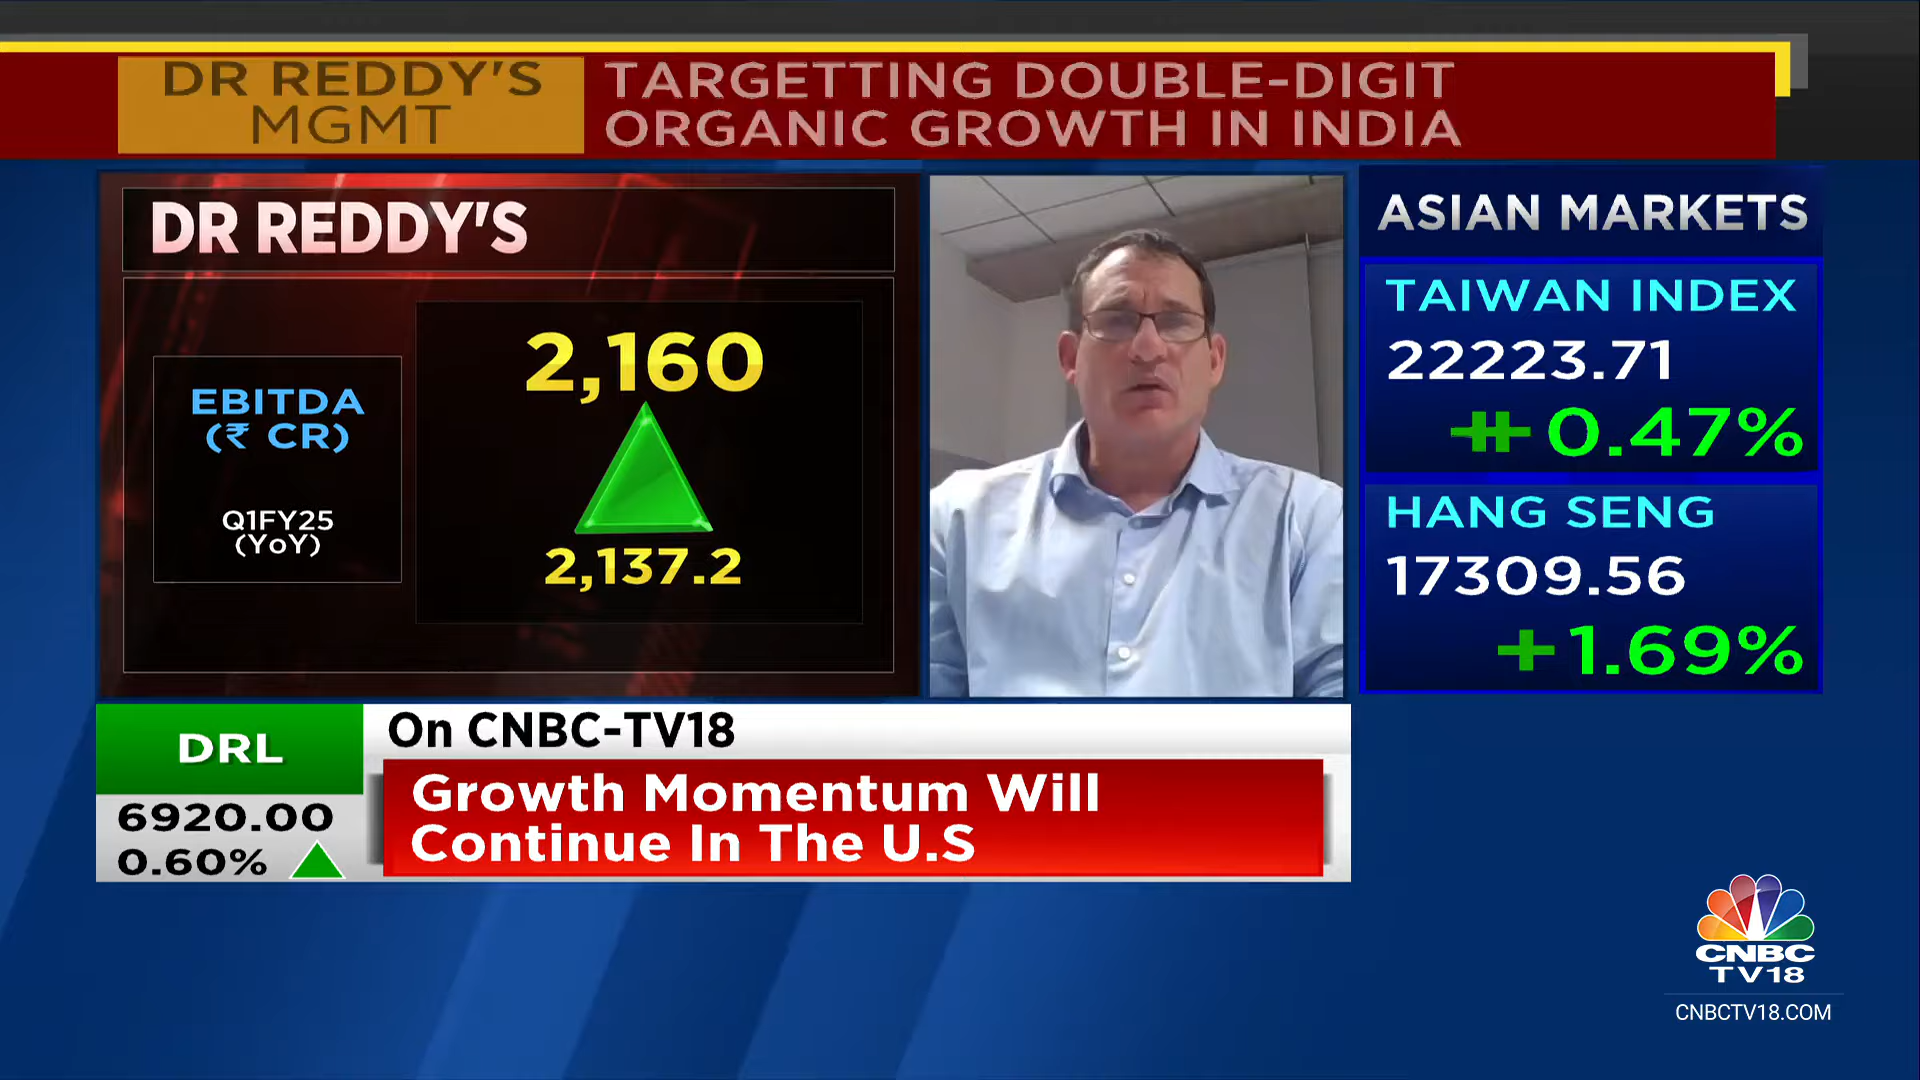 DR REDDY'S
MGMT
TARGETTING DOUBLE-DIGIT
ORGANIC GROWTH IN INDIA
DR REDDY'S
EBITDA
(₹ CR)
Q1FY25
(YoY)
2,160
2,137.2
ASIAN MARKETS
TAIWAN INDEX
22223.71
+0.47%
HANG SENG
17309.56
+1.69%
DRL
6920.00
0.60%
On CNBC-TV18
Growth Momentum Will
Continue In The U.S
CNBC
TV18
CNBCTV18.COM